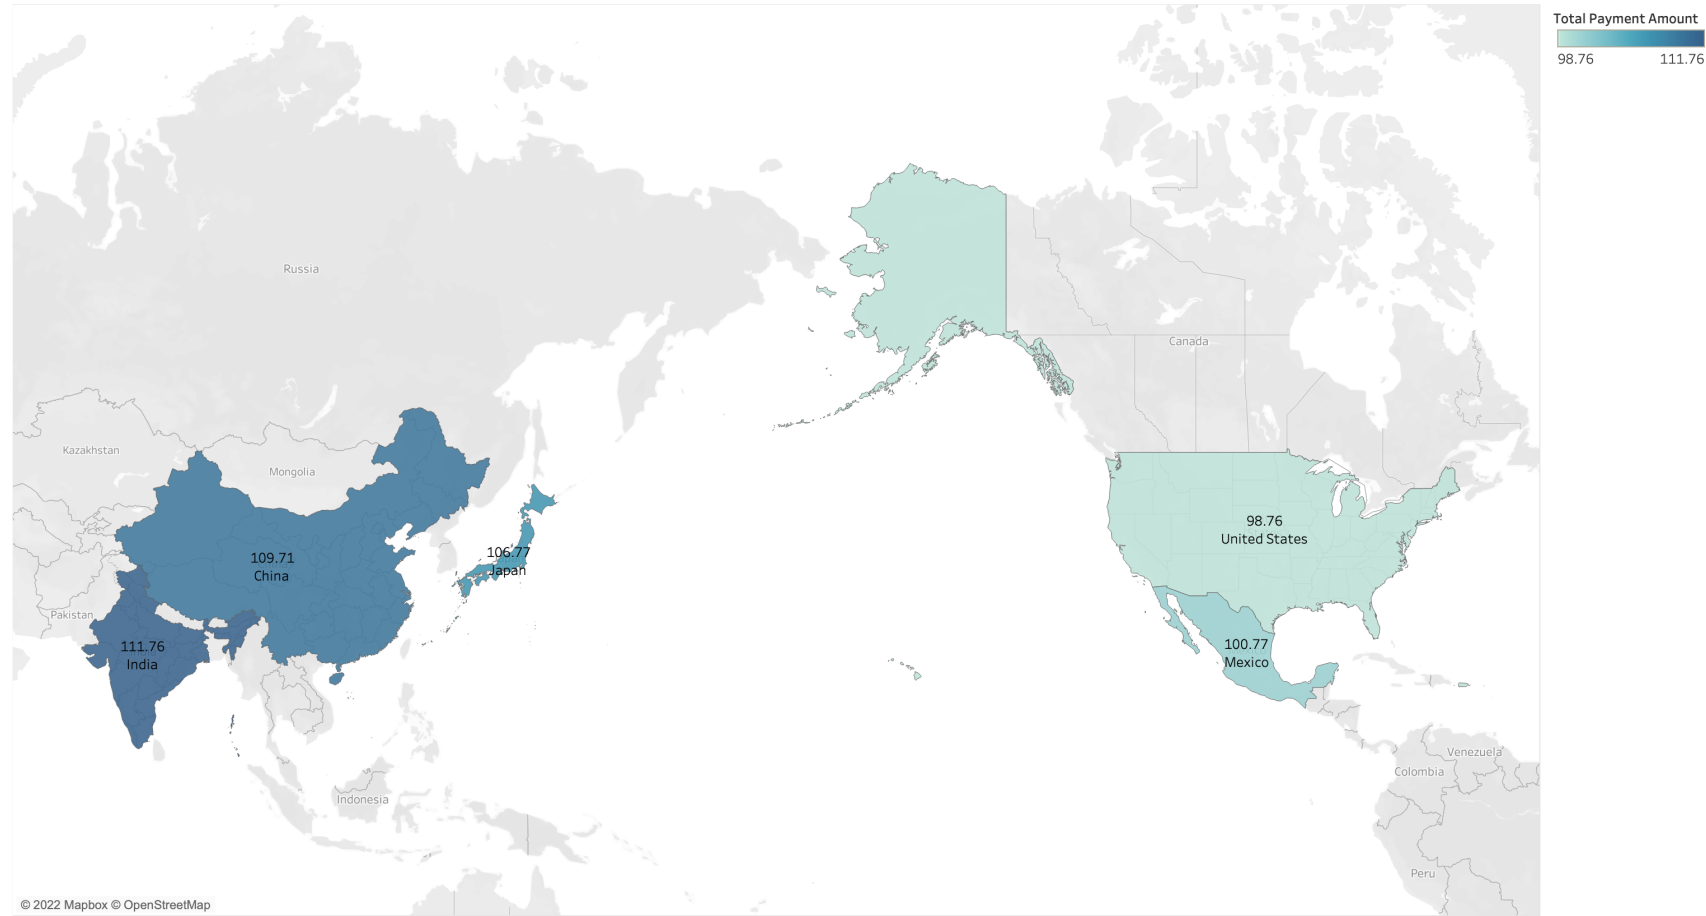 Total Payment Amount
98.76
111.76
Russia
Canada
Kazakhstan
Mongolia
98.76
United States
109.71
China
106.77
Japan
Pakistan
111.76
India
100.77
Mexico
Venezuela
Colombia
Indonesia
Peru
© 2022 Mapbox © OpenStreetMap